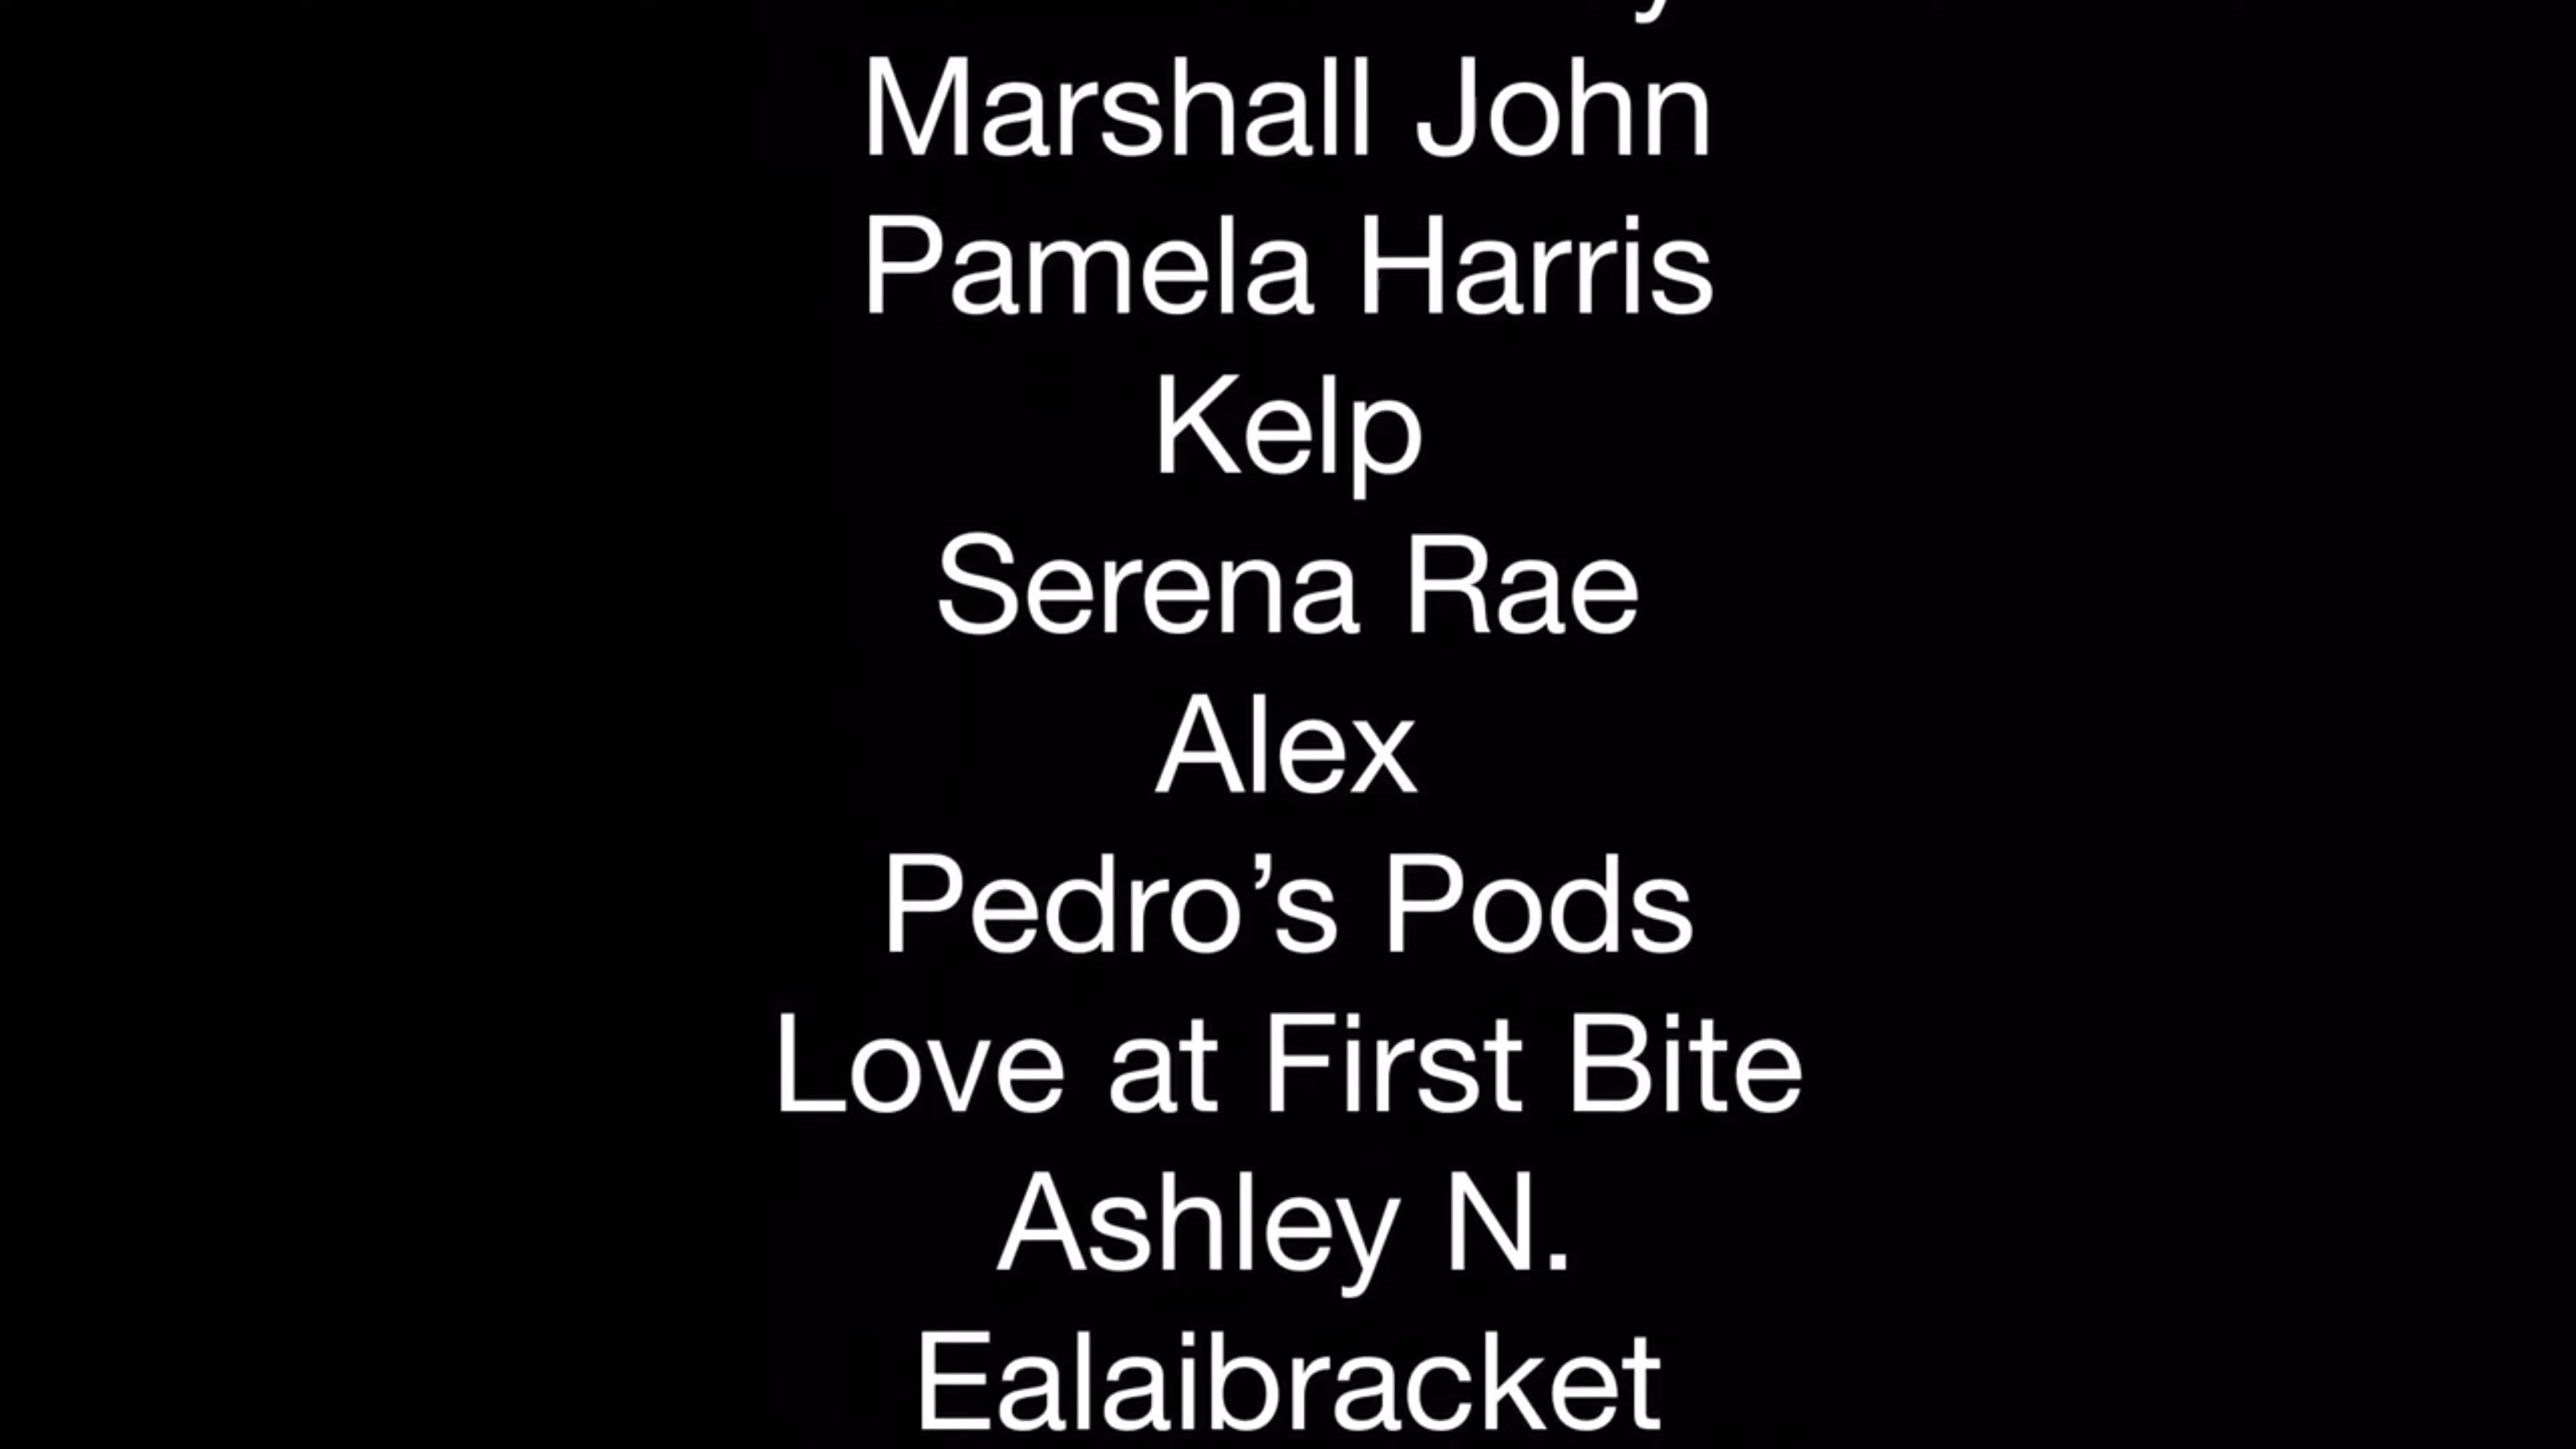 Marshall John
Pamela Harris
Kelp
Serena Rae
Alex
Pedro’s Pods
Love at First Bite
Ashley N.
Ealaibracket